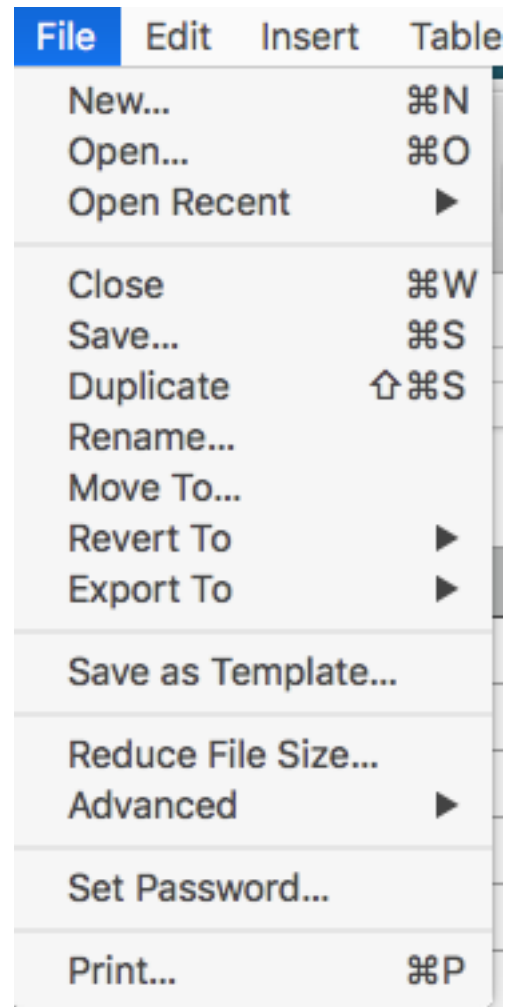 File Edit Insert Table
New... ⌘N
Open... ⌘O
Open Recent ▶
Close ⌘W
Save... ⌘S
Duplicate ⇧⌘S
Rename...
Move To...
Revert To ▶
Export To ▶
Save as Template...
Reduce File Size...
Advanced ▶
Set Password...
Print... ⌘P